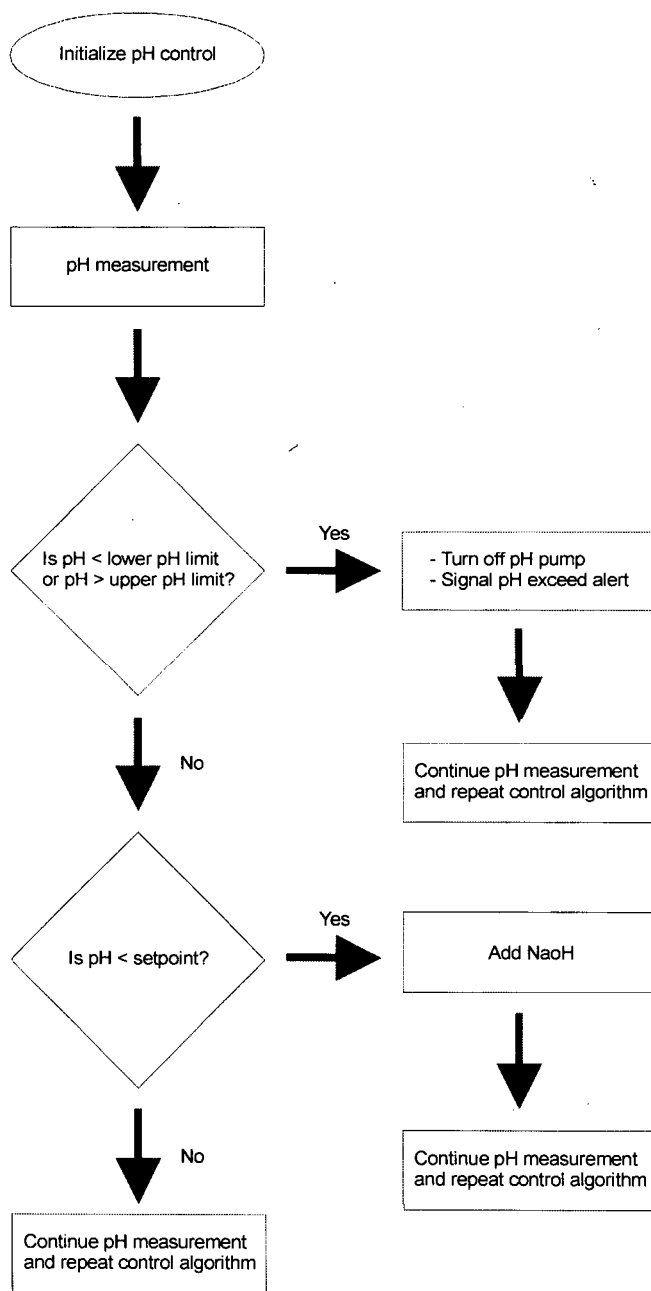 Initialize pH control
pH measurement
Is pH < lower pH limit
or pH > upper pH limit?
Yes
- Turn off pH pump
- Signal pH exceed alert
No
Continue pH measurement
and repeat control algorithm
Is pH < setpoint?
Yes
Add NaoH
No
Continue pH measurement
and repeat control algorithm
Continue pH measurement
and repeat control algorithm